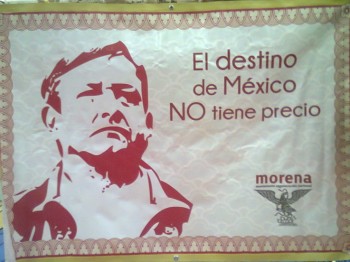 El destino
de México
NO tiene precio
morena